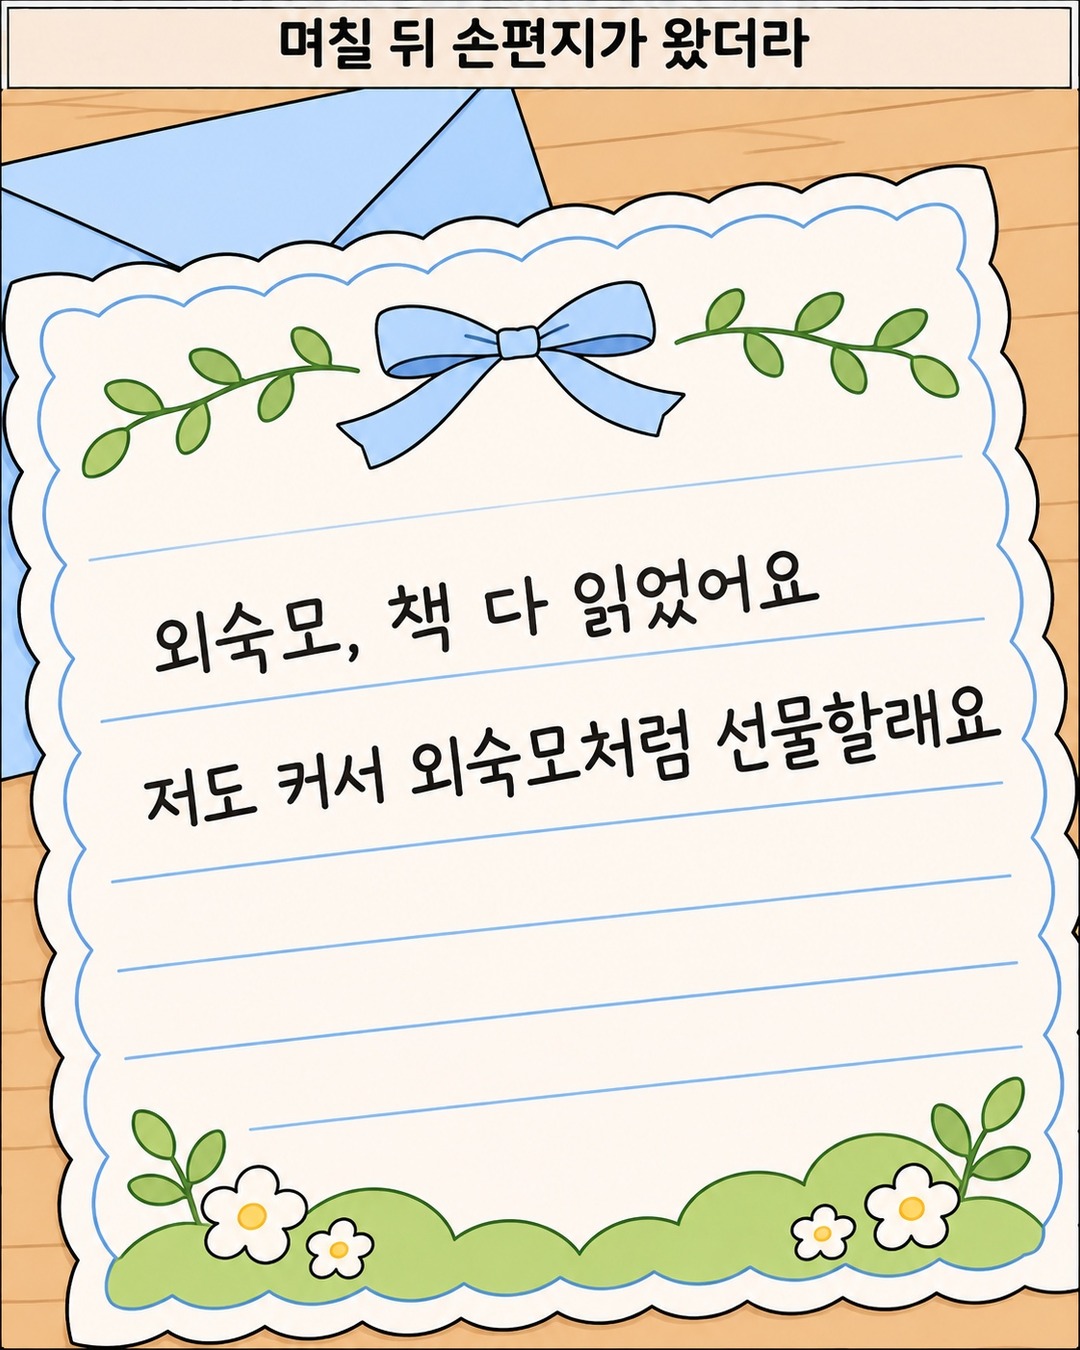 며칠 뒤 손편지가 왔더라
외숙모, 책 다 읽었어요
저도 커서 외숙모처럼 선물할래요